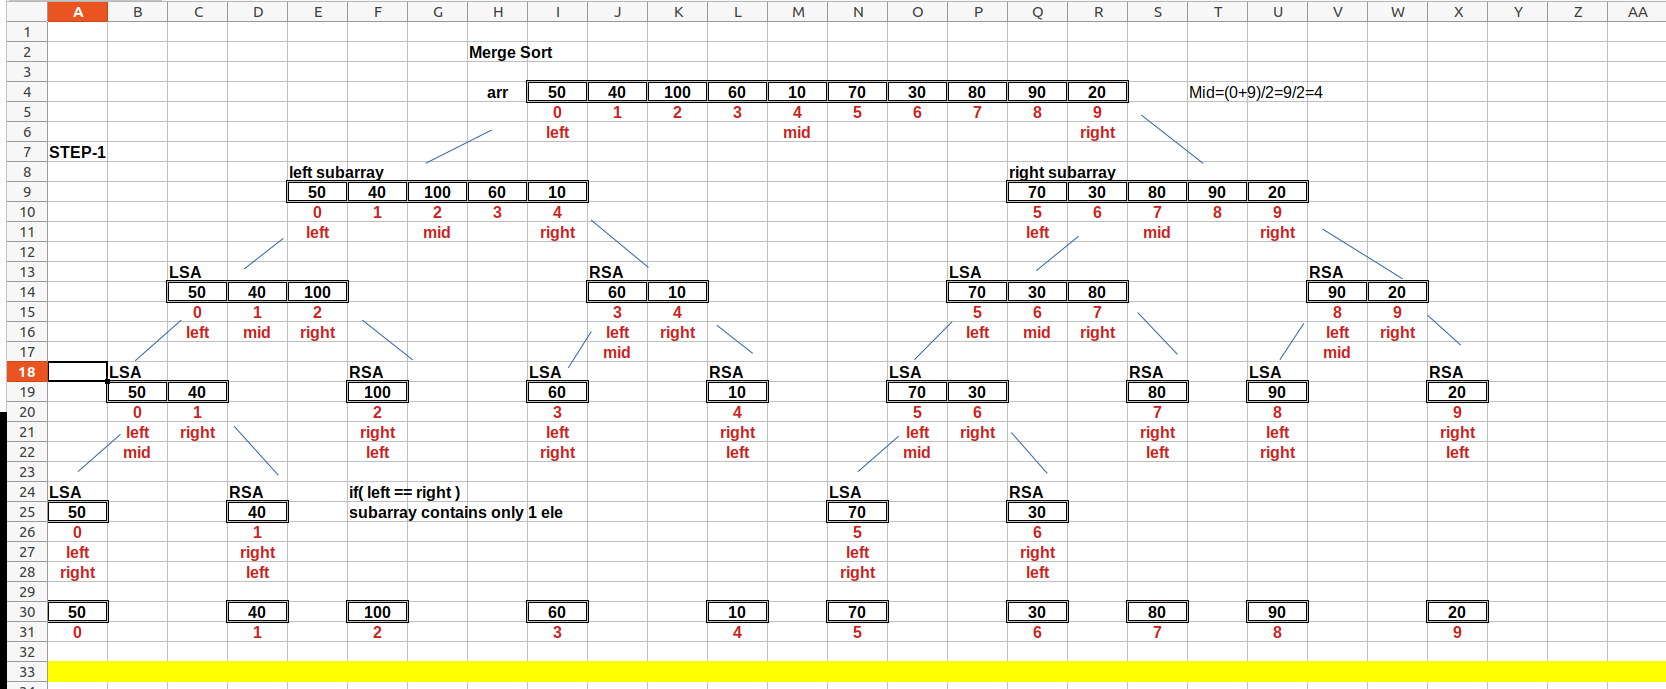 A B C D E F G H I J K L M N O P Q R S T U V W X Y Z AA
1
2 Merge Sort
3
4 arr 50 40 100 60 10 70 30 80 90 20 Mid=(0+9)/2=9/2=4
5 0 1 2 3 4 5 6 7 8 9
6 left mid right
7 STEP-1
8 left subarray right subarray
9 50 40 100 60 10 70 30 80 90 20
10 0 1 2 3 4 5 6 7 8 9
11 left mid right left mid right
12
13 LSA RSA LSA RSA
14 50 40 100 60 10 70 30 80 90 20
15 0 1 2 3 4 5 6 7 8 9
16 left mid right left right left mid right left right
17 mid mid
18 LSA RSA LSA RSA LSA RSA LSA RSA
19 50 40 100 60 10 70 30 80 90 20
20 0 1 2 3 4 5 6 7 8 9
21 left right right left right left right right left right
22 mid left right left mid left right left
23
24 LSA RSA if( left == right ) LSA RSA
25 50 40 subarray contains only 1 ele 70 30
26 0 1 5 6
27 left right left right
28 right left right left
29
30 50 40 100 60 10 70 30 80 90 20
31 0 1 2 3 4 5 6 7 8 9
32
33